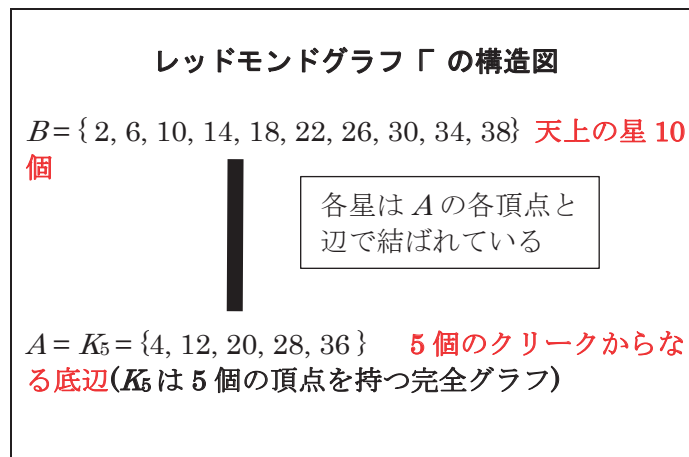 レッドモンドグラフ Γ の構造図
B = { 2, 6, 10, 14, 18, 22, 26, 30, 34, 38} 天上の星 10
個
各星は A の各頂点と
辺で結ばれている
A = K5 = {4, 12, 20, 28, 36 } 5 個のクリークからな
る底辺(K5 は 5 個の頂点を持つ完全グラフ)